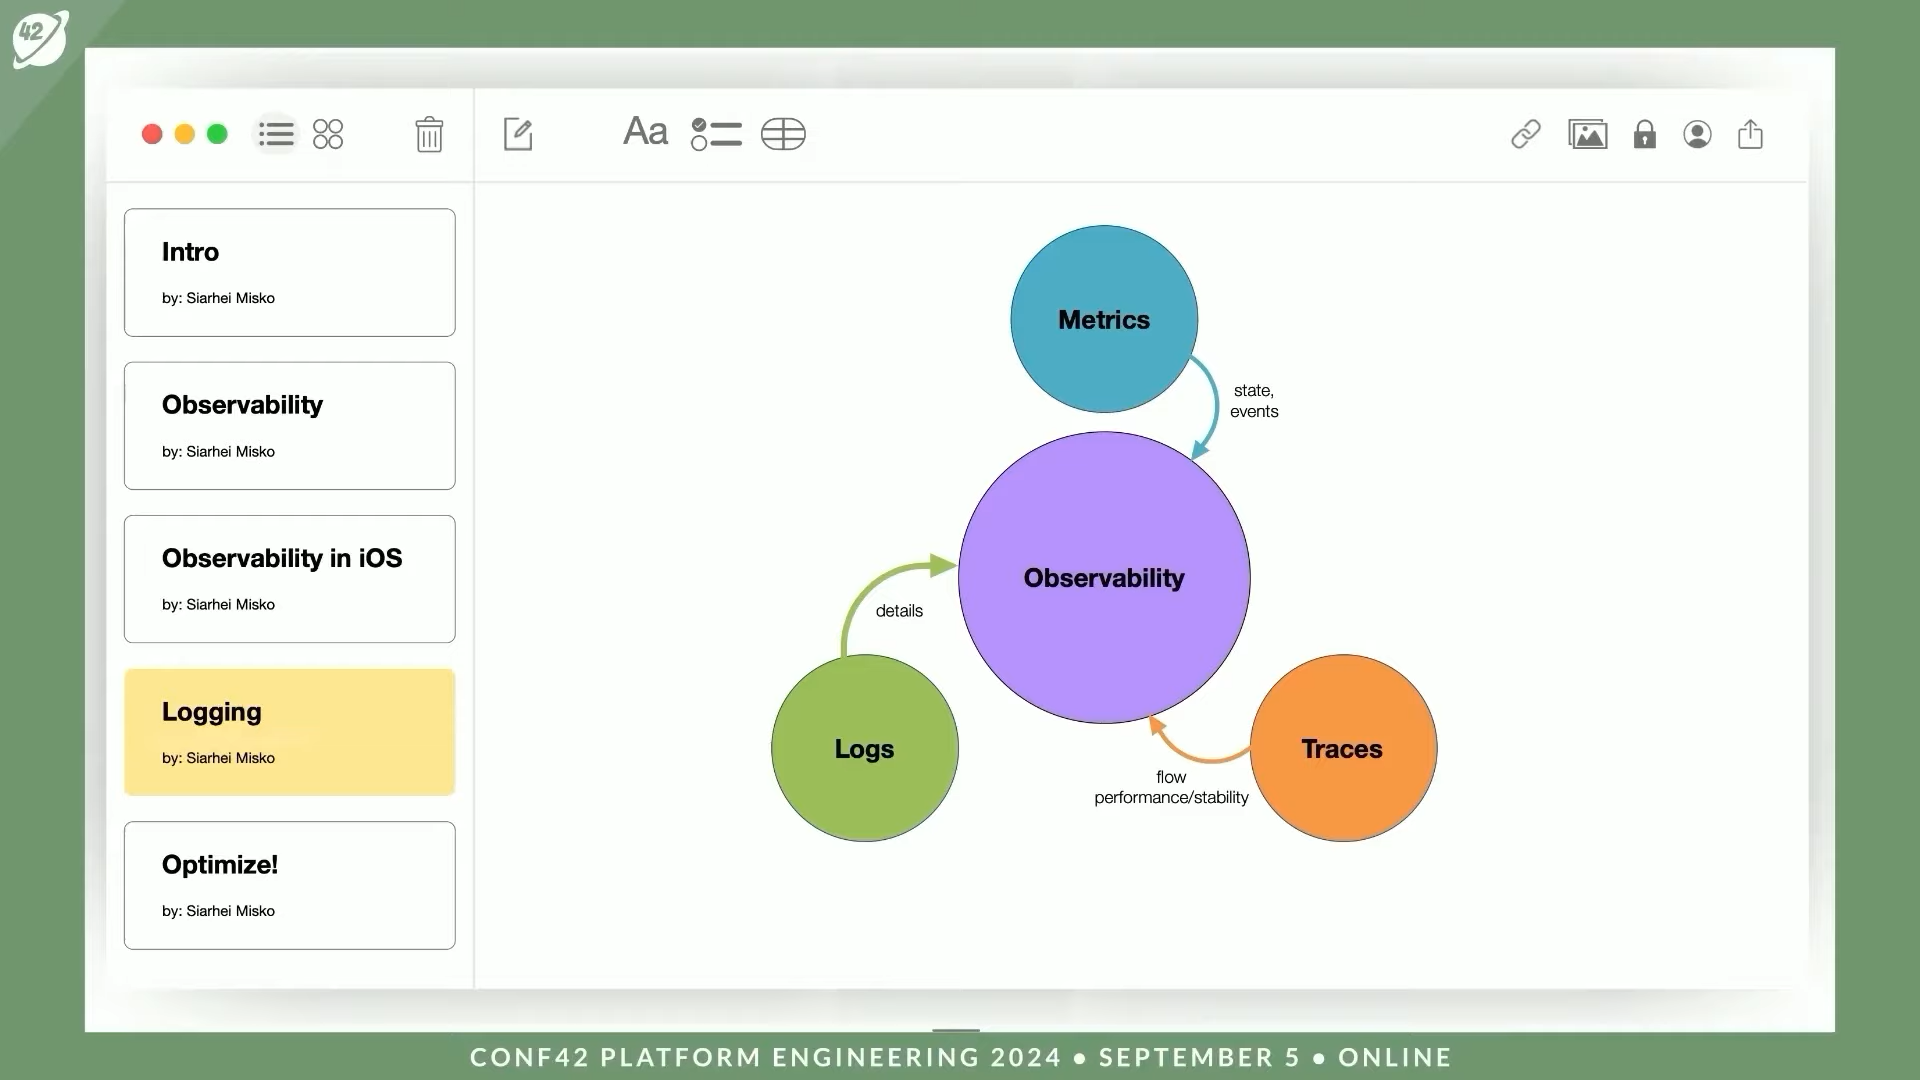 42
Aa
Intro
by: Siarhei Misko
Observability
by: Siarhei Misko
Observability in iOS
by: Siarhei Misko
Logging
by: Siarhei Misko
Optimize!
by: Siarhei Misko
Metrics
state,
events
Observability
details
Logs
Traces
flow
performance/stability
CONF42 PLATFORM ENGINEERING 2024 • SEPTEMBER 5 • ONLINE